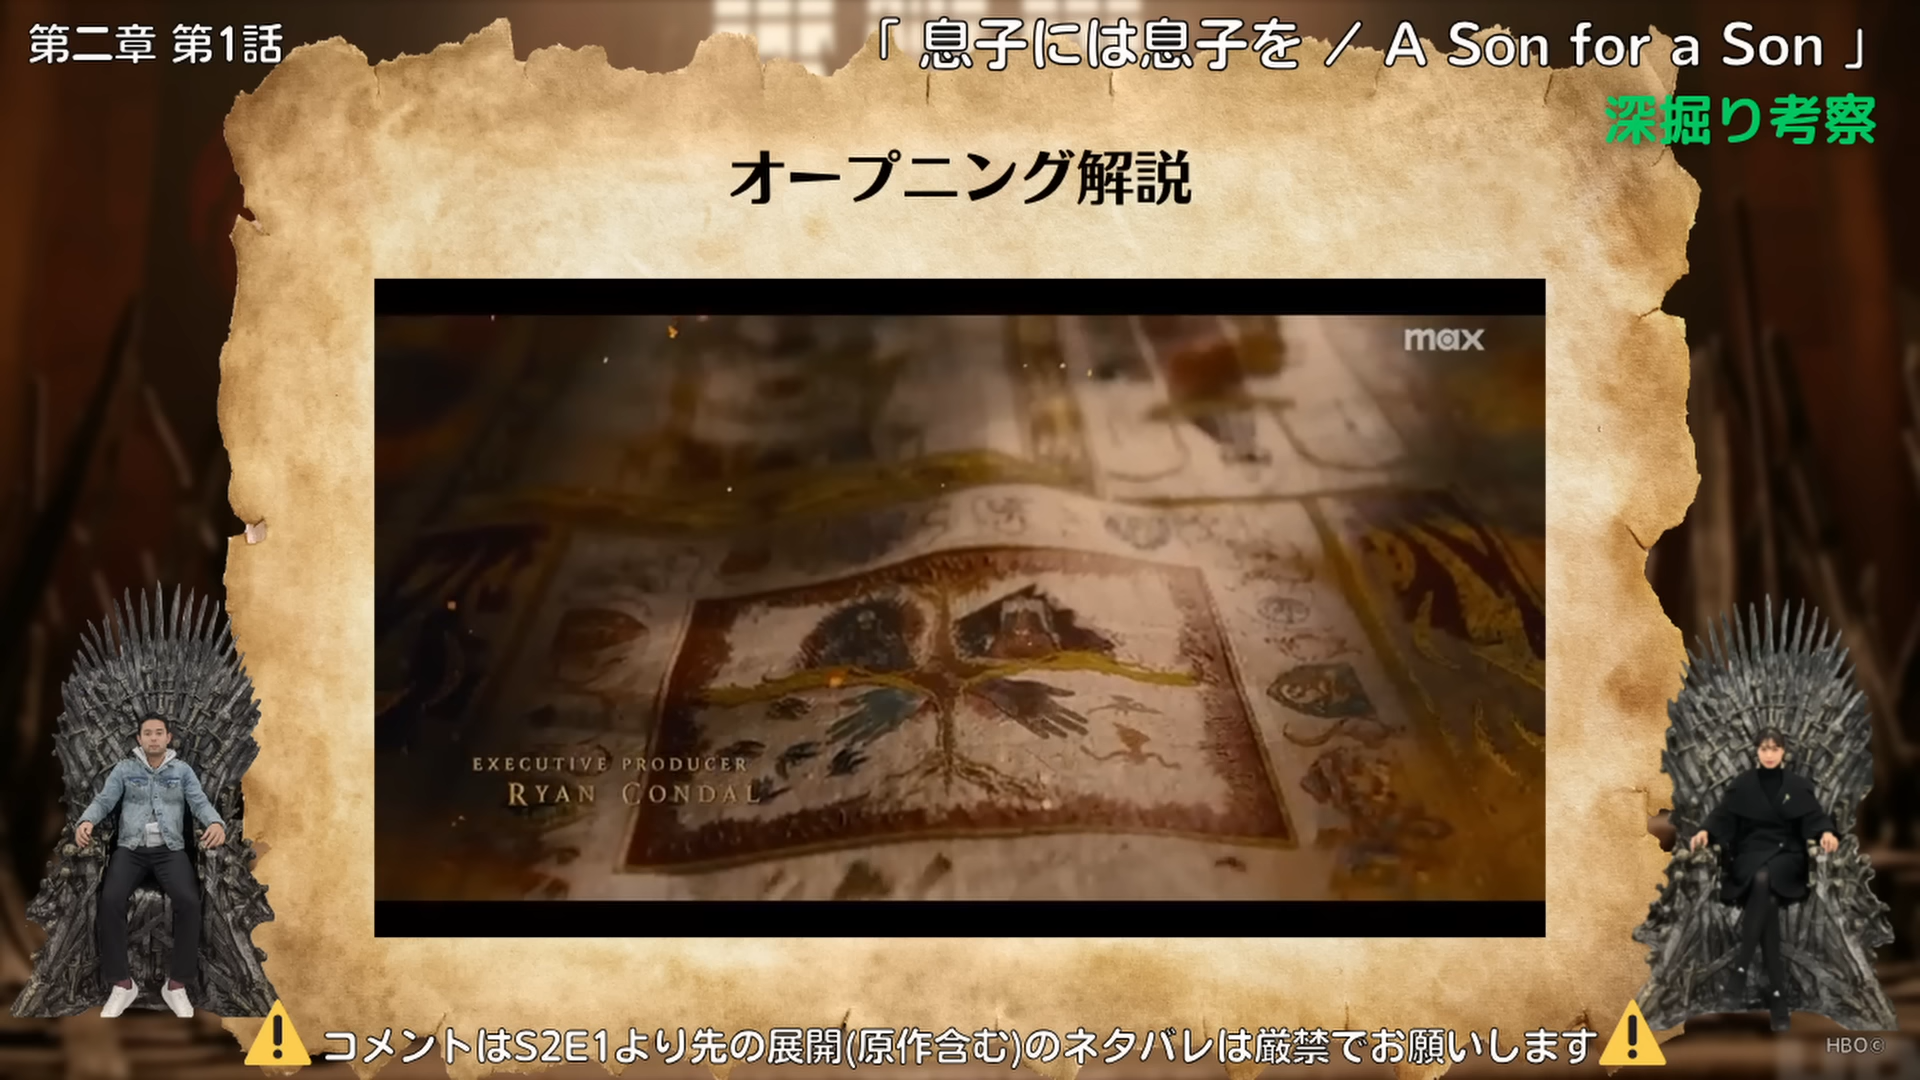 第二章 第1話
「 息子には息子を ／ A Son for a Son 」
深掘り考察
オープニング解説
max
EXECUTIVE PRODUCER
RYAN CONDAL
コメントはS2E1より先の展開(原作含む)のネタバレは厳禁でお願いします
HBO©